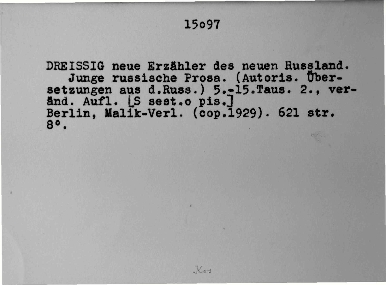 15o97
DREISSIG neue Erzähler des neuen Russland.
Junge russische Prosa. (Autoris. Über-
setzungen aus d.Russ.) 5.-15.Taus. 2., ver-
änd. Aufl. [S sest.o pis.]
Berlin, Malik-Verl. (cop.1929). 621 str.
8°.